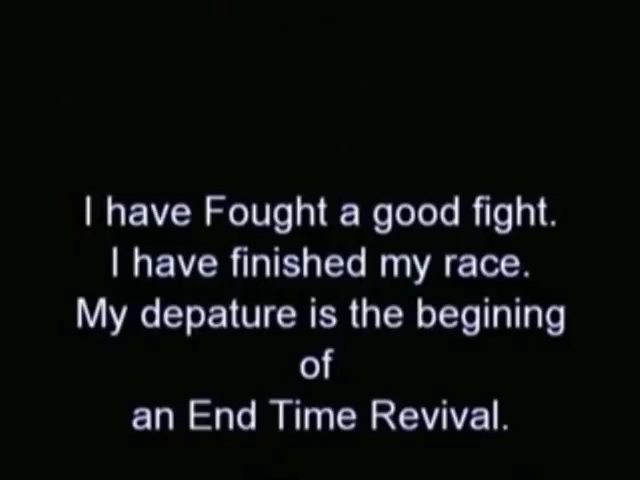 I have Fought a good fight.
I have finished my race.
My depature is the begining
of
an End Time Revival.